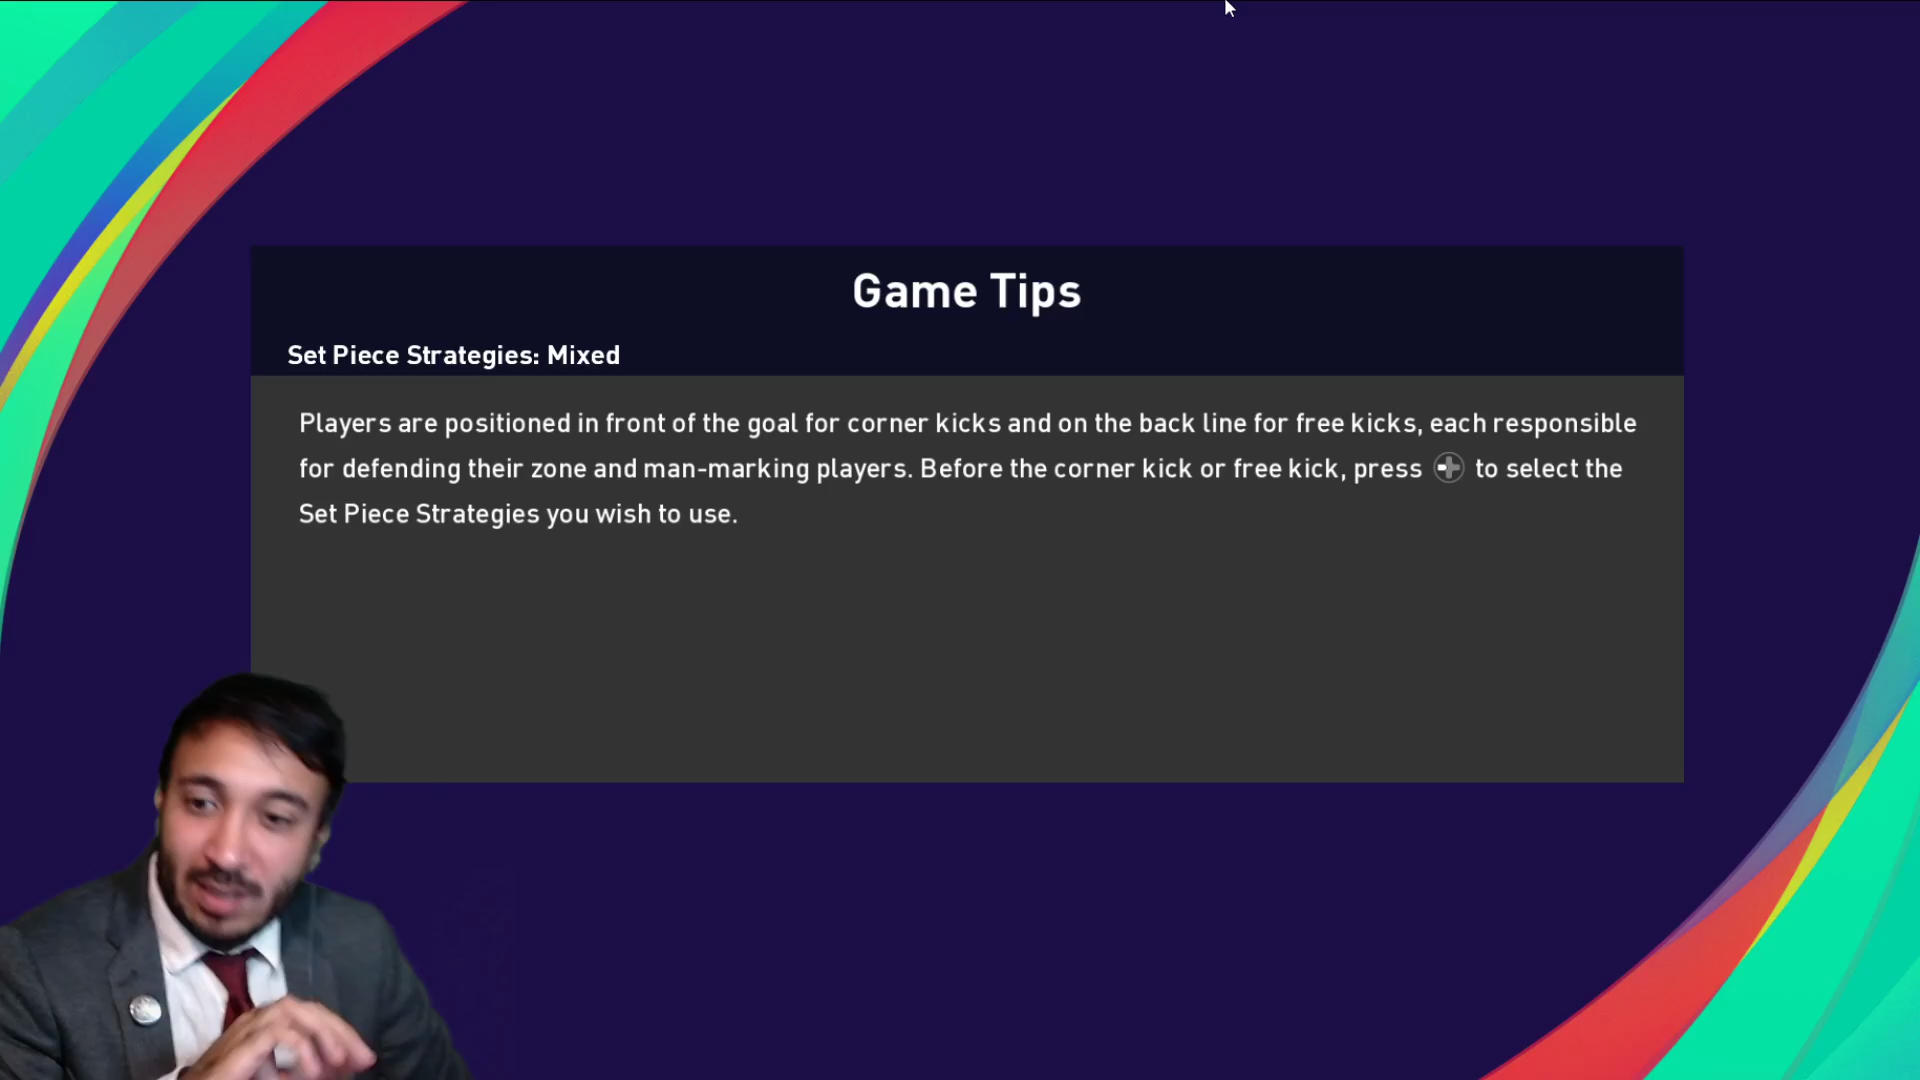 Game Tips
Set Piece Strategies: Mixed
Players are positioned in front of the goal for corner kicks and on the back line for free kicks, each responsible
for defending their zone and man-marking players. Before the corner kick or free kick, press to select the
Set Piece Strategies you wish to use.